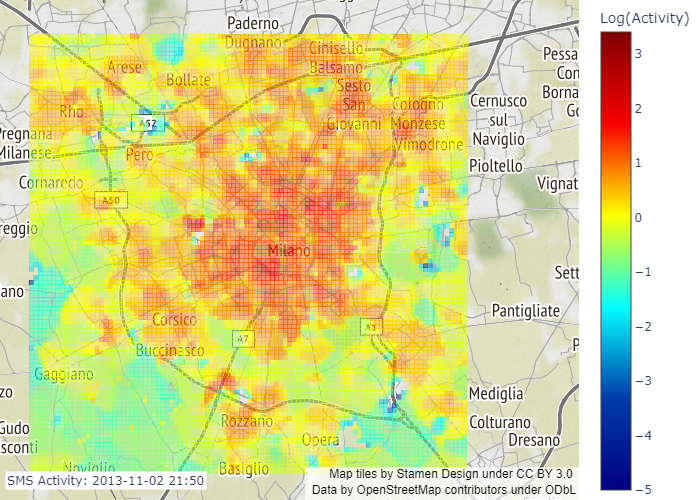 Log(Activity)
Paderno
Dugnano
Cinisello
Balsamo
Arese
Bollate
Sesto
San
Giovanni
Cologno
Monzese
Vimodrone
Rho
A52
Pero
Pregnana
Milanese
Cornaredo
A50
Cernusco
sul
Naviglio
Pioltello
Pessa
Con
Borna
Go
Vignat
reggio
Milano
ano
Sett
Pantigliate
P
Corsico
A7
A1
Buccinasco
Gaggiano
zo
Gudo
sconti
Rozzano
Opera
Mediglia
Colturano
Dresano
Noviglio
Basiglio
3
2
1
0
−1
−2
−3
−4
−5
SMS Activity: 2013-11-02 21:50
Map tiles by Stamen Design under CC BY 3.0
Data by OpenStreetMap contributors under ODbL